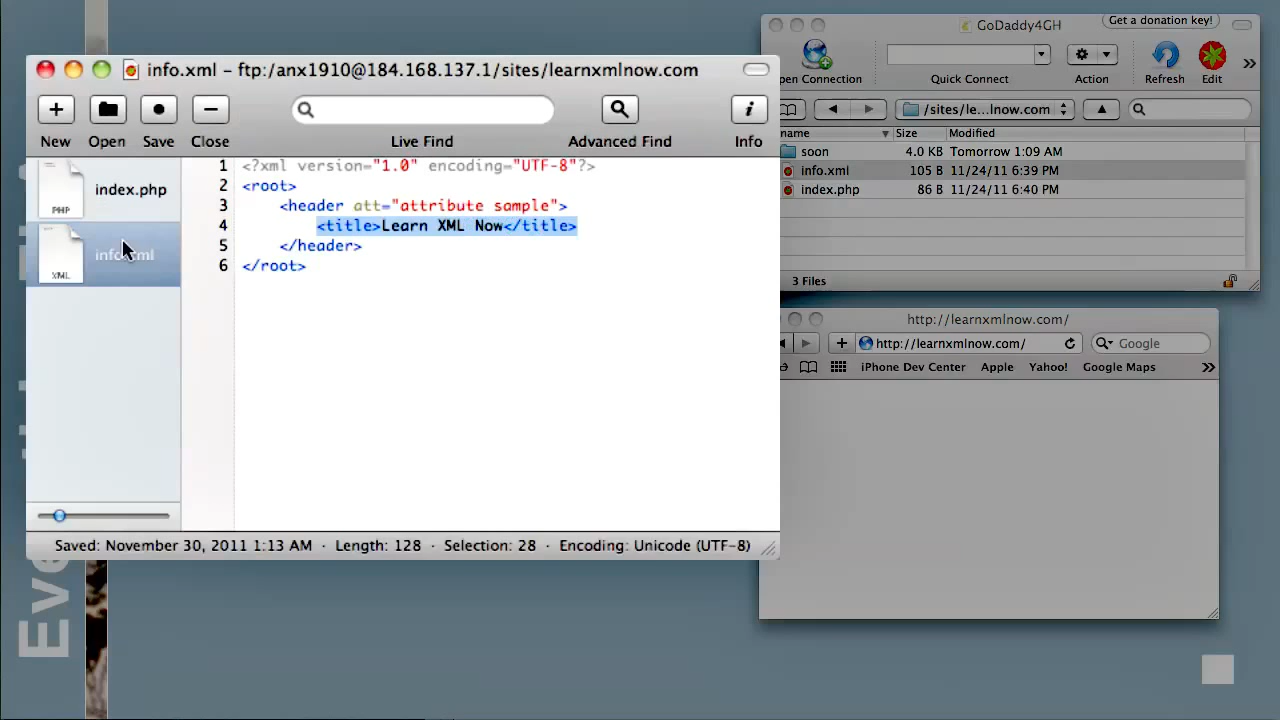 GoDaddy4GH
Get a donation key!
pen Connection
Quick Connect
Action
Refresh
Edit
»
/sites/le...lnow.com
name Size Modified
soon 4.0 KB Tomorrow 1:09 AM
info.xml 105 B 11/24/11 6:39 PM
index.php 86 B 11/24/11 6:40 PM
3 Files
info.xml – ftp:/anx1910@184.168.137.1/sites/learnxmlnow.com
New
Open
Save
Close
Live Find
Advanced Find
Info
index.php
PHP
info.xml
XML
1 <?xml version="1.0" encoding="UTF-8"?>
2 <root>
3 <header att="attribute sample">
4 <title>Learn XML Now</title>
5 </header>
6 </root>
Saved: November 30, 2011 1:13 AM · Length: 128 · Selection: 28 · Encoding: Unicode (UTF-8)
http://learnxmlnow.com/
http://learnxmlnow.com/
Google
iPhone Dev Center Apple Yahoo! Google Maps »
Eve